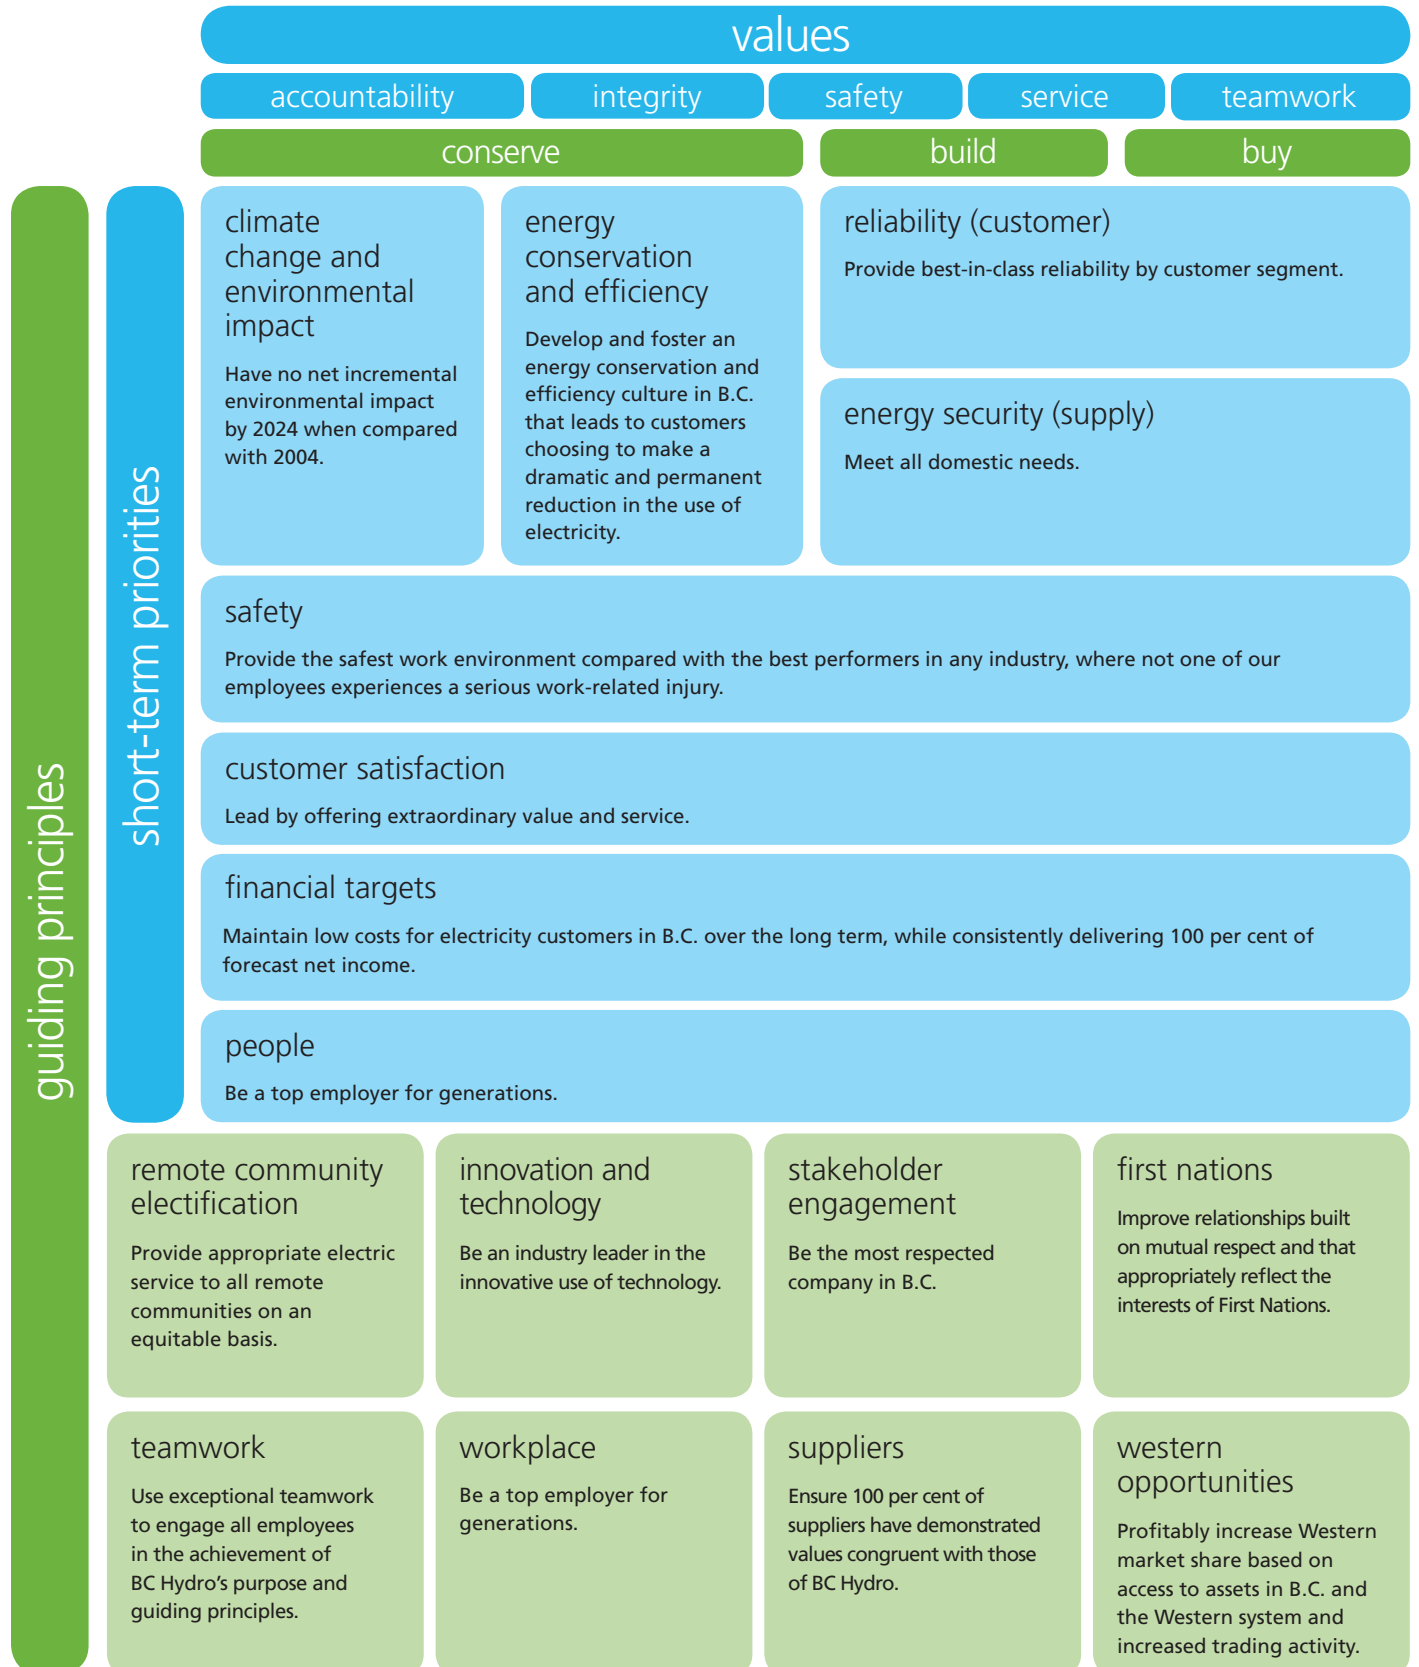 values
accountability
integrity
safety
service
teamwork
conserve
build
buy
guiding principles
short-term priorities
climate
change and
environmental
impact
Have no net incremental
environmental impact
by 2024 when compared
with 2004.
energy
conservation
and efficiency
Develop and foster an
energy conservation and
efficiency culture in B.C.
that leads to customers
choosing to make a
dramatic and permanent
reduction in the use of
electricity.
reliability (customer)
Provide best-in-class reliability by customer segment.
energy security (supply)
Meet all domestic needs.
safety
Provide the safest work environment compared with the best performers in any industry, where not one of our
employees experiences a serious work-related injury.
customer satisfaction
Lead by offering extraordinary value and service.
financial targets
Maintain low costs for electricity customers in B.C. over the long term, while consistently delivering 100 per cent of
forecast net income.
people
Be a top employer for generations.
remote community
electification
Provide appropriate electric
service to all remote
communities on an
equitable basis.
innovation and
technology
Be an industry leader in the
innovative use of technology.
stakeholder
engagement
Be the most respected
company in B.C.
first nations
Improve relationships built
on mutual respect and that
appropriately reflect the
interests of First Nations.
teamwork
Use exceptional teamwork
to engage all employees
in the achievement of
BC Hydro's purpose and
guiding principles.
workplace
Be a top employer for
generations.
suppliers
Ensure 100 per cent of
suppliers have demonstrated
values congruent with those
of BC Hydro.
western
opportunities
Profitably increase Western
market share based on
access to assets in B.C. and
the Western system and
increased trading activity.